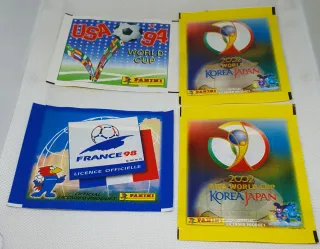 USA 94
WORLD
CUP
PANINI
2002
FIFA WORLD CUP
KOREA JAPAN
PANINI
FRANCE 98
LICENCE OFFICIELLE
PANINI
2002
FIFA WORLD CUP
KOREA JAPAN
PANINI